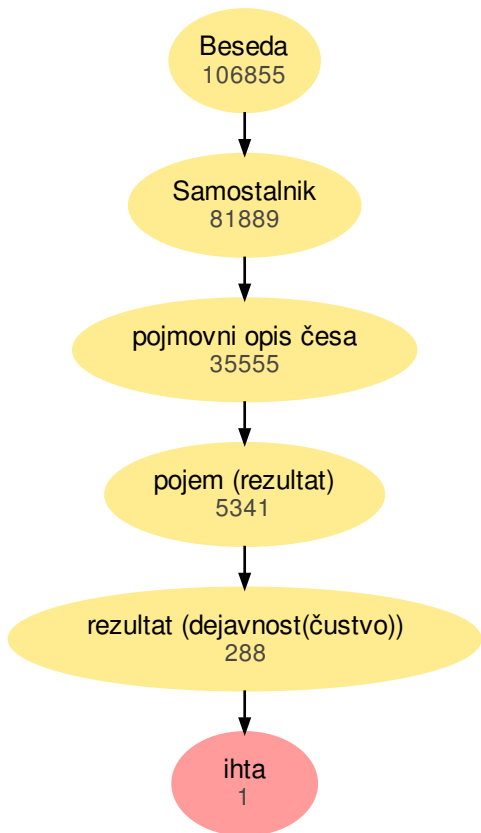 Beseda
106855
Samostalnik
81889
pojmovni opis česa
35555
pojem (rezultat)
5341
rezultat (dejavnost(čustvo))
288
ihta
1